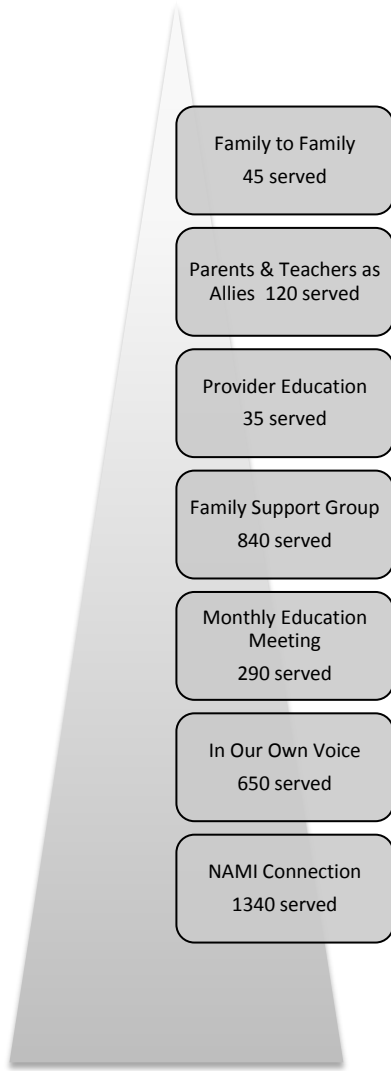 Family to Family
45 served
Parents & Teachers as
Allies  120 served
Provider Education
35 served
Family Support Group
840 served
Monthly Education
Meeting
290 served
In Our Own Voice
650 served
NAMI Connection
1340 served